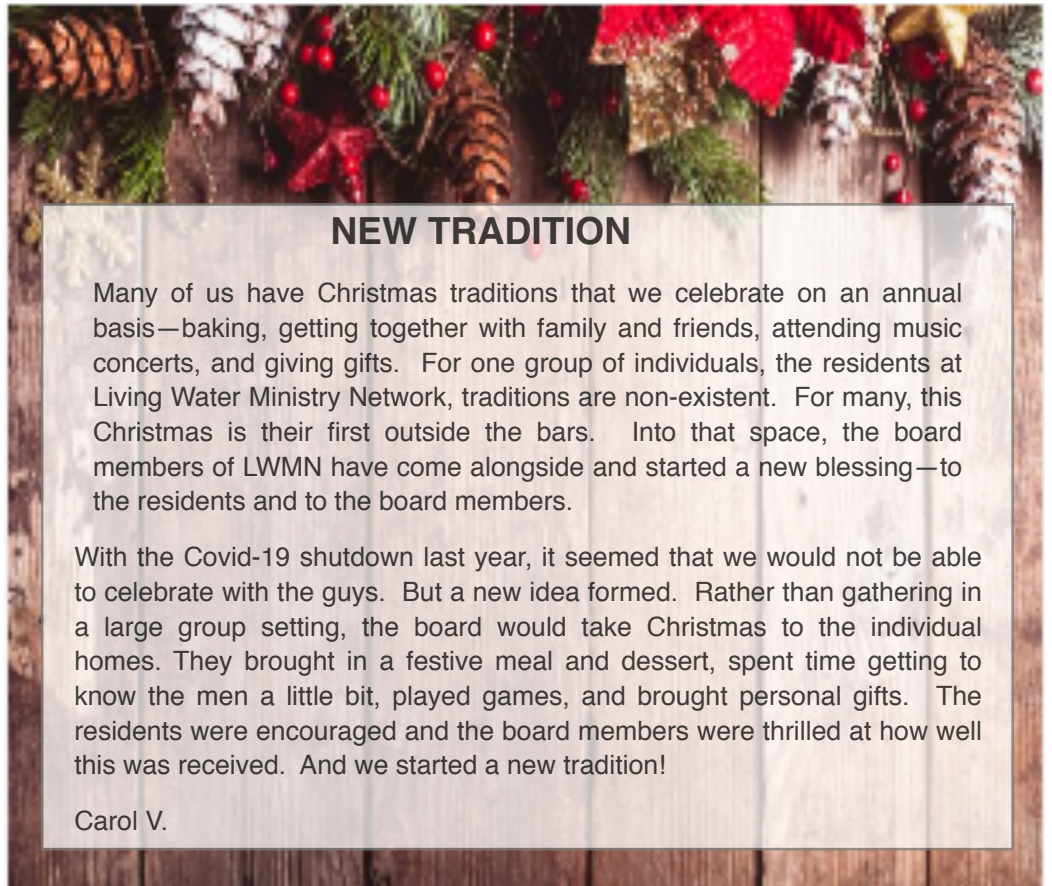 NEW TRADITION
Many of us have Christmas traditions that we celebrate on an annual
basis—baking, getting together with family and friends, attending music
concerts, and giving gifts. For one group of individuals, the residents at
Living Water Ministry Network, traditions are non-existent. For many, this
Christmas is their first outside the bars. Into that space, the board
members of LWMN have come alongside and started a new blessing—to
the residents and to the board members.
With the Covid-19 shutdown last year, it seemed that we would not be able
to celebrate with the guys. But a new idea formed. Rather than gathering in
a large group setting, the board would take Christmas to the individual
homes. They brought in a festive meal and dessert, spent time getting to
know the men a little bit, played games, and brought personal gifts. The
residents were encouraged and the board members were thrilled at how well
this was received. And we started a new tradition!
Carol V.